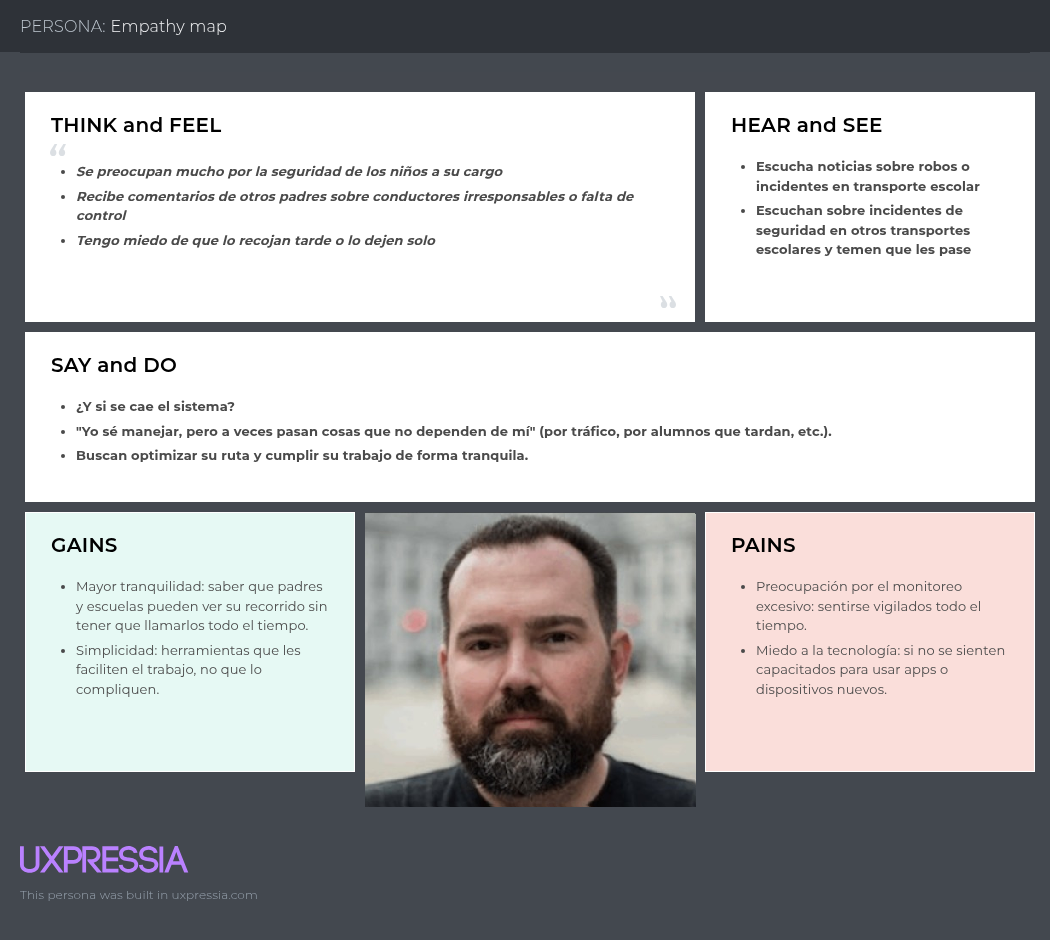 PERSONA: Empathy map
THINK and FEEL
“
Se preocupan mucho por la seguridad de los niños a su cargo
Recibe comentarios de otros padres sobre conductores irresponsables o falta de
control
Tengo miedo de que lo recojan tarde o lo dejen solo
”
HEAR and SEE
Escucha noticias sobre robos o
incidentes en transporte escolar
Escuchan sobre incidentes de
seguridad en otros transportes
escolares y temen que les pase
SAY and DO
¿Y si se cae el sistema?
"Yo sé manejar, pero a veces pasan cosas que no dependen de mí" (por tráfico, por alumnos que tardan, etc.).
Buscan optimizar su ruta y cumplir su trabajo de forma tranquila.
GAINS
Mayor tranquilidad: saber que padres
y escuelas pueden ver su recorrido sin
tener que llamarlos todo el tiempo.
Simplicidad: herramientas que les
faciliten el trabajo, no que lo
compliquen.
PAINS
Preocupación por el monitoreo
excesivo: sentirse vigilados todo el
tiempo.
Miedo a la tecnología: si no se sienten
capacitados para usar apps o
dispositivos nuevos.
UXPRESSIA
This persona was built in uxpressia.com